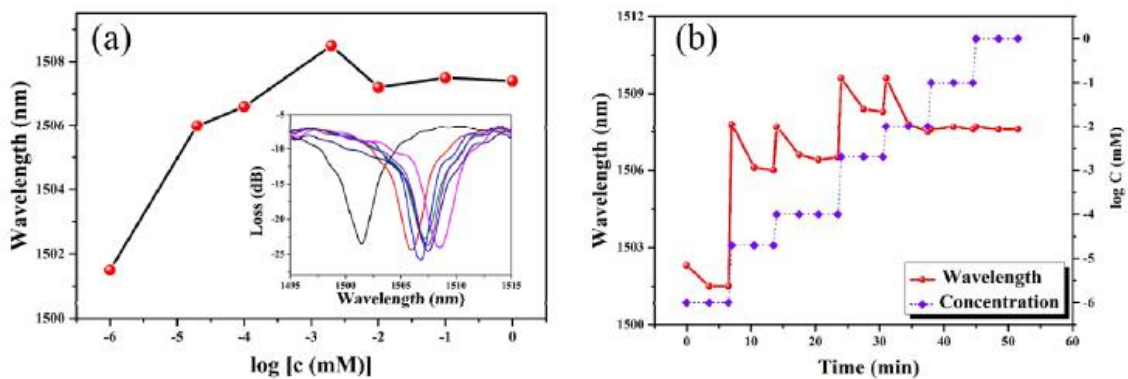 (a)
Wavelength (nm)
1508
1506
1504
1502
1500
-6 -5 -4 -3 -2 -1 0
log [c (mM)]
Loss (dB)
-5
-10
-15
-20
-25
1495 1500 1505 1510 1515
Wavelength (nm)
(b)
Wavelength (nm)
1512
1509
1506
1503
1500
0 10 20 30 40 50 60
Time (min)
log C (mM)
0
-1
-2
-3
-4
-5
-6
Wavelength
Concentration